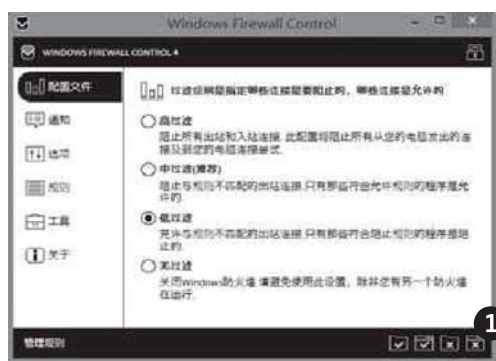 Windows Firewall Control
WINDOWS FIREWALL CONTROL 4
配置文件
通知
选项
规则
工具
关于
过滤级别是指定哪些连接是要阻止的，哪些连接是允许的
高过滤
阻止所有出站和入站连接.此配置将阻止所有从您的电脑发出的连
接及到您的电脑连接尝试.
中过滤(推荐)
阻止与规则不匹配的出站连接.只有那些符合允许规则的程序是允
许的.
低过滤
允许与规则不匹配的出站连接.只有那些符合阻止规则的程序是阻
止的.
无过滤
关闭Windows防火墙.请避免使用此设置，除非您有另一个防火墙
在运行.
管理规则
1